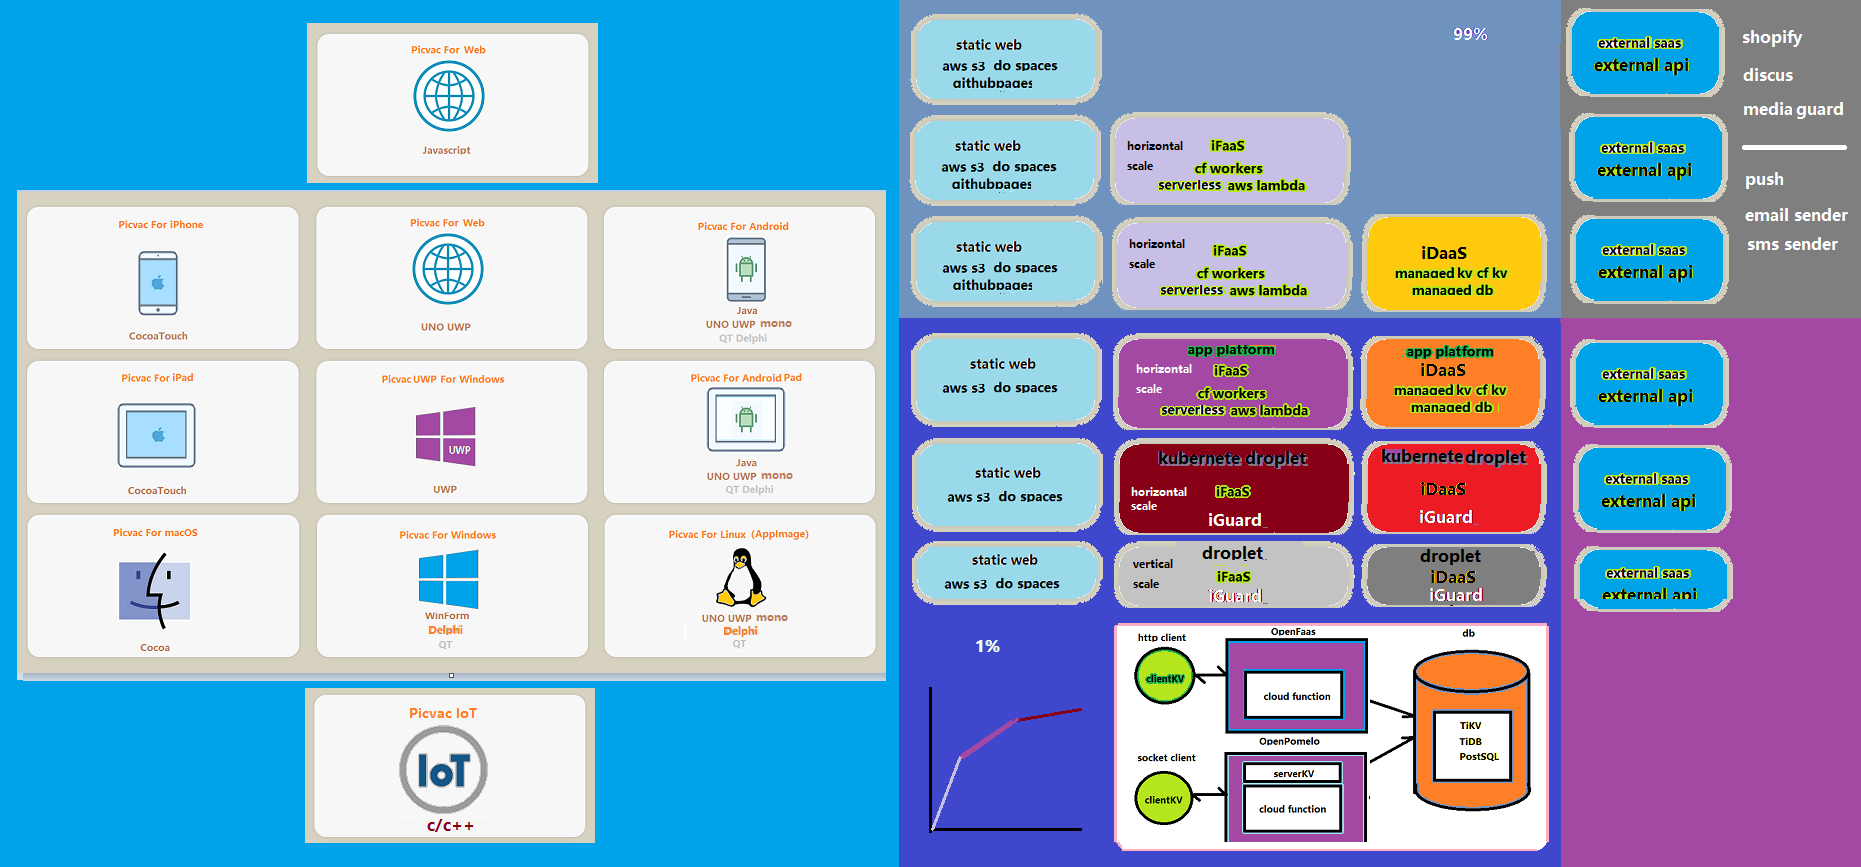 Picvac For Web
Javascript
Picvac For iPhone
CocoaTouch
Picvac For Web
UNO UWP
Picvac For Android
Java
UNO UWP mono
QT Delphi
Picvac For iPad
CocoaTouch
Picvac UWP For Windows
UWP
UWP
Picvac For Android Pad
Java
UNO UWP mono
QT Delphi
Picvac For macOS
Cocoa
Picvac For Windows
WinForm
Delphi
QT
Picvac For Linux (AppImage)
UNO UWP mono
Delphi
QT
Picvac IoT
IoT
c/c++
static web
aws s3 do spaces
githubpages
99%
static web
aws s3 do spaces
githubpages
horizontal
scale
iFaaS
cf workers
serverless aws lambda
static web
aws s3 do spaces
githubpages
horizontal
scale
iFaaS
cf workers
serverless aws lambda
iDaaS
managed kv cf kv
managed db
external saas
external api
external saas
external api
external saas
external api
shopify
discus
media guard
push
email sender
sms sender
static web
aws s3 do spaces
app platform
horizontal
scale
iFaaS
cf workers
serverless aws lambda
app platform
iDaaS
managed kv cf kv
managed db
external saas
external api
static web
aws s3 do spaces
kubernete droplet
horizontal
scale
iFaaS
iGuard_
kubernete droplet
iDaaS
iGuard_
external saas
external api
static web
aws s3 do spaces
droplet
vertical
scale
iFaaS
iGuard_
droplet
iDaaS
iGuard
external saas
external api
1%
http client
clientKV
OpenFaas
cloud function
db
TiKV
TiDB
PostSQL
socket client
clientKV
OpenPomelo
serverKV
cloud function